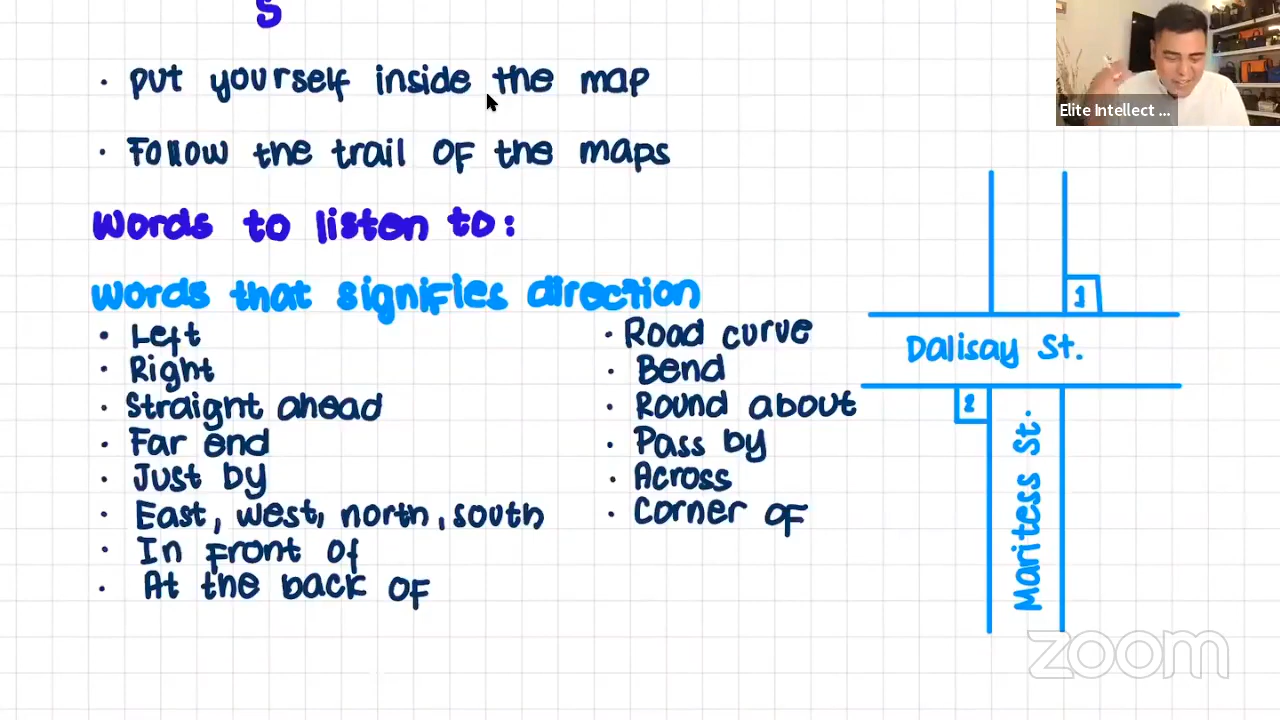 S
• Put yourself inside the map
• Follow the trail of the maps
Words to listen to:
Words that signifies direction
• Left
• Right
• Straight ahead
• Far end
• Just by
• East, west, north, south
• In front of
• At the back of
• Road curve
• Bend
• Round about
• Pass by
• Across
• Corner of
1
Dalisay St.
2
Maritess St.
Elite Intellect ...
zoom